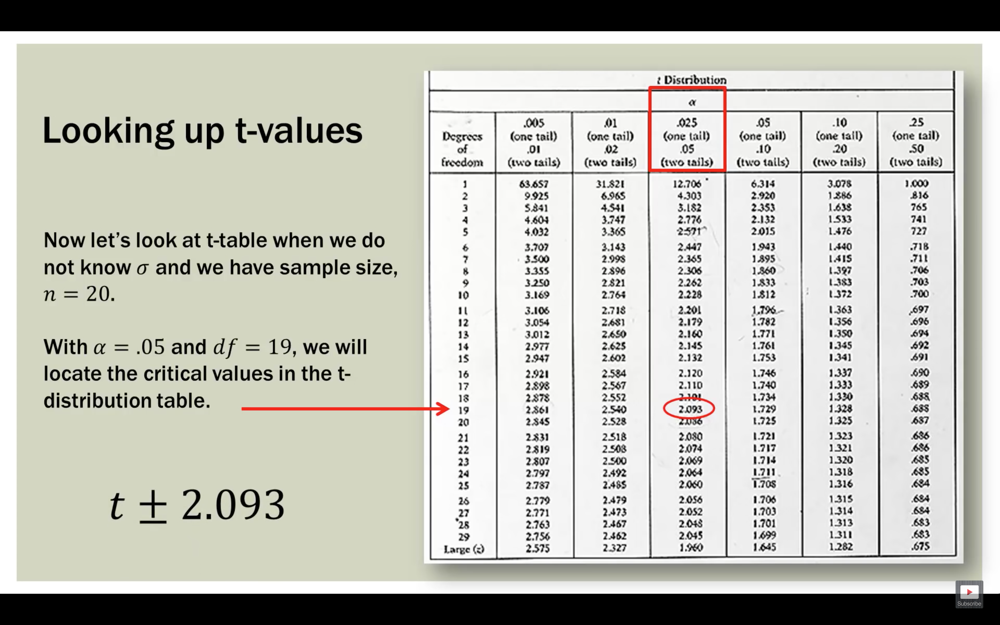 Looking up t-values
Now let's look at t-table when we do
not know σ and we have sample size,
n = 20.
With α = .05 and df = 19, we will
locate the critical values in the t-
distribution table.
t ± 2.093
t Distribution
α
Degrees of freedom .005 (one tail) .01 (two tails) .01 (one tail) .02 (two tails) .025 (one tail) .05 (two tails) .05 (one tail) .10 (two tails) .10 (one tail) .20 (two tails) .25 (one tail) .50 (two tails)
1 63.657 31.821 12.706 6.314 3.078 1.000
2 9.925 6.965 4.303 2.920 1.886 .816
3 5.841 4.541 3.182 2.353 1.638 765
4 4.604 3.747 2.776 2.132 1.533 741
5 4.032 3.365 2.571 2.015 1.476 727
6 3.707 3.143 2.447 1.943 1.440 .718
7 3.500 2.998 2.365 1.895 1.415 .711
8 3.355 2.896 2.306 1.860 1.397 .706
9 3.250 2.821 2.262 1.833 1.383 .703
10 3.169 2.764 2.228 1.812 1.372 .700
11 3.106 2.718 2.201 1.796 1.363 .697
12 3.054 2.681 2.179 1.782 1.356 .696
13 3.012 2.650 2.160 1.771 1.350 .694
14 2.977 2.625 2.145 1.761 1.345 .692
15 2.947 2.602 2.132 1.753 1.341 .691
16 2.921 2.584 2.120 1.746 1.337 .690
17 2.898 2.567 2.110 1.740 1.333 .689
18 2.878 2.552 2.101 1.734 1.330 .688
19 2.861 2.540 2.093 1.729 1.328 .688
20 2.845 2.528 2.086 1.725 1.325 .687
21 2.831 2.518 2.080 1.721 1.323 .686
22 2.819 2.508 2.074 1.717 1.321 .686
23 2.807 2.500 2.069 1.714 1.320 .685
24 2.797 2.492 2.064 1.711 1.318 .685
25 2.787 2.485 2.060 1.708 1.316 .684
26 2.779 2.479 2.056 1.706 1.315 .684
27 2.771 2.473 2.052 1.703 1.314 .684
28 2.763 2.467 2.048 1.701 1.313 .683
29 2.756 2.462 2.045 1.699 1.311 .683
Large (z) 2.575 2.327 1.960 1.645 1.282 .675
Subscribe